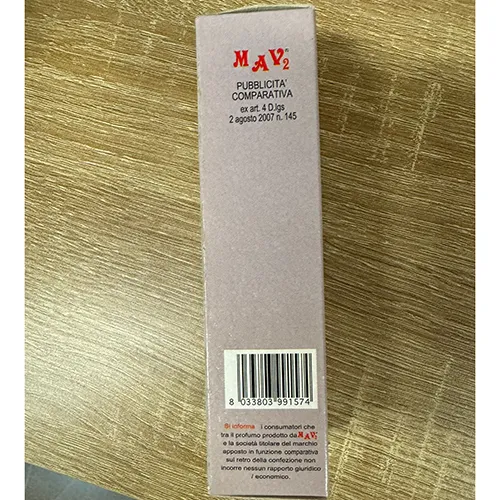 MAV2®
PUBBLICITA'
COMPARATIVA
ex art. 4 D.lgs
2 agosto 2007 n. 145
8 033803 991574
Si informa i consumatori che
tra il profumo prodotto da MAV2
e la società titolare del marchio
apposto in funzione comparativa
sul retro della confezione non
incorre nessun rapporto giuridico
/ economico.